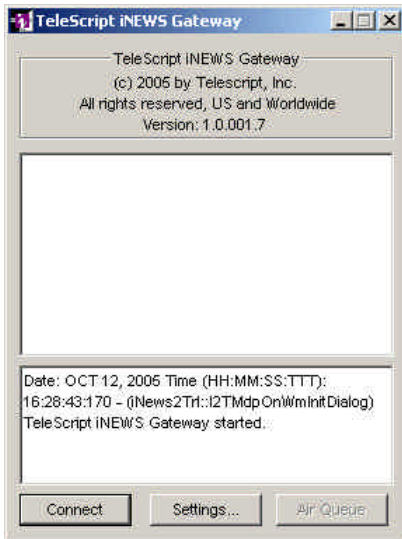 TeleScript iNEWS Gateway
TeleScript iNEWS Gateway
(c) 2005 by Telescript, Inc.
All rights reserved, US and Worldwide
Version: 1.0.001.7
Date: OCT 12, 2005 Time (HH:MM:SS:TTT):
16:28:43:170 - (iNews2Trl::I2TMdpOnWmInitDialog)
TeleScript iNEWS Gateway started.
Connect Settings... Air Queue